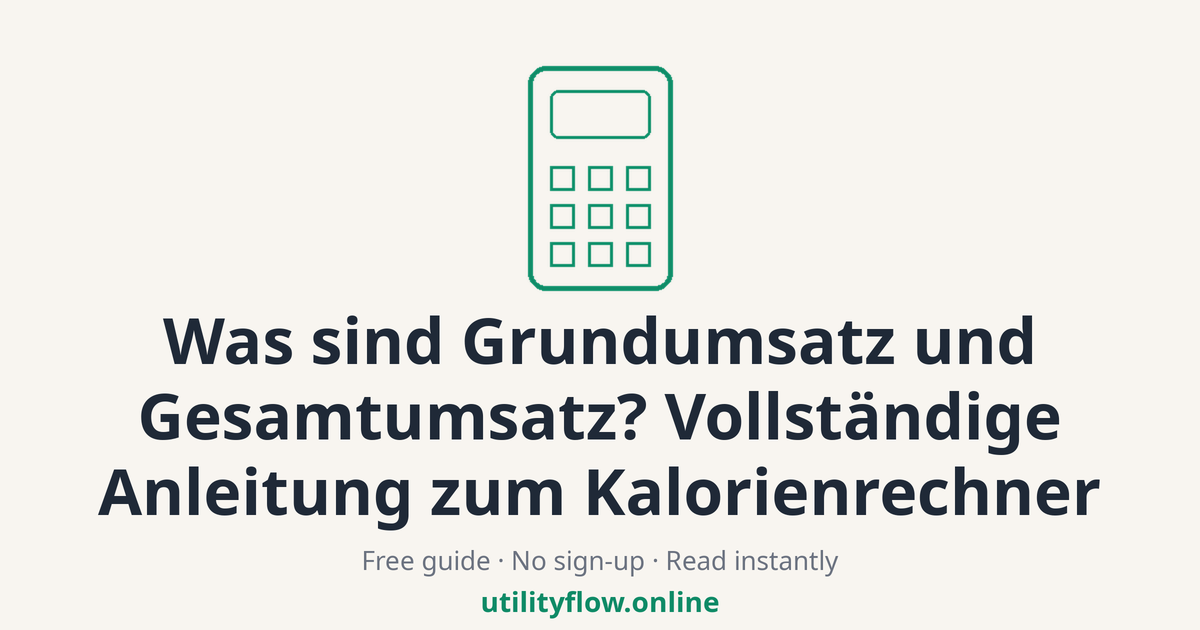 Was sind Grundumsatz und
Gesamtumsatz? Vollständige
Anleitung zum Kalorienrechner
Free guide · No sign-up · Read instantly
utilityflow.online